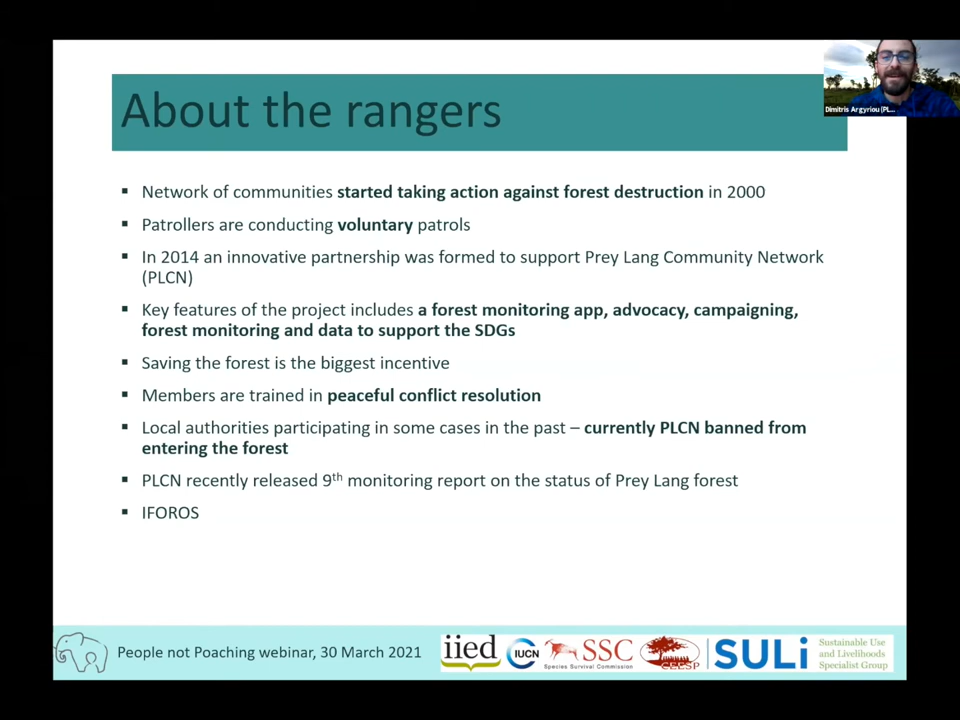 About the rangers
Dimitris Argyriou (PL...
▪ Network of communities started taking action against forest destruction in 2000
▪ Patrollers are conducting voluntary patrols
▪ In 2014 an innovative partnership was formed to support Prey Lang Community Network
(PLCN)
▪ Key features of the project includes a forest monitoring app, advocacy, campaigning,
forest monitoring and data to support the SDGs
▪ Saving the forest is the biggest incentive
▪ Members are trained in peaceful conflict resolution
▪ Local authorities participating in some cases in the past – currently PLCN banned from
entering the forest
▪ PLCN recently released 9th monitoring report on the status of Prey Lang forest
▪ IFOROS
People not Poaching webinar, 30 March 2021
iied
IUCN
SSC
Species Survival Commission
CEESP
SULi
Sustainable Use
and Livelihoods
Specialist Group